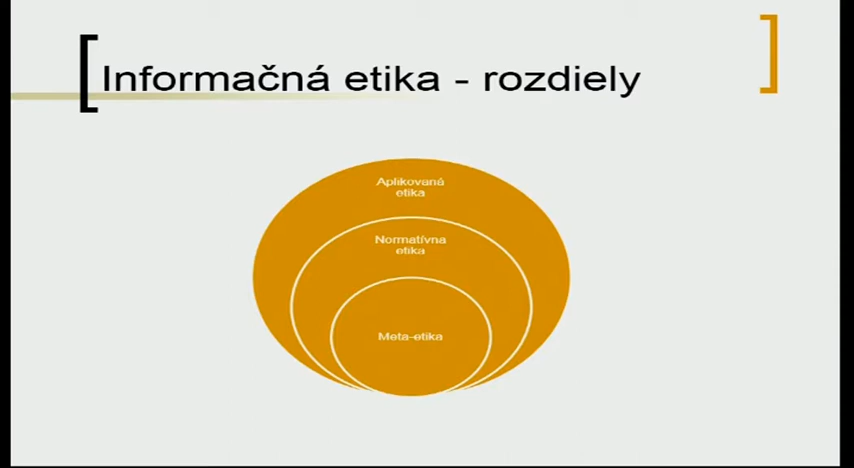 Informačná etika - rozdiely
Aplikovaná
etika
Normatívna
etika
Meta-etika